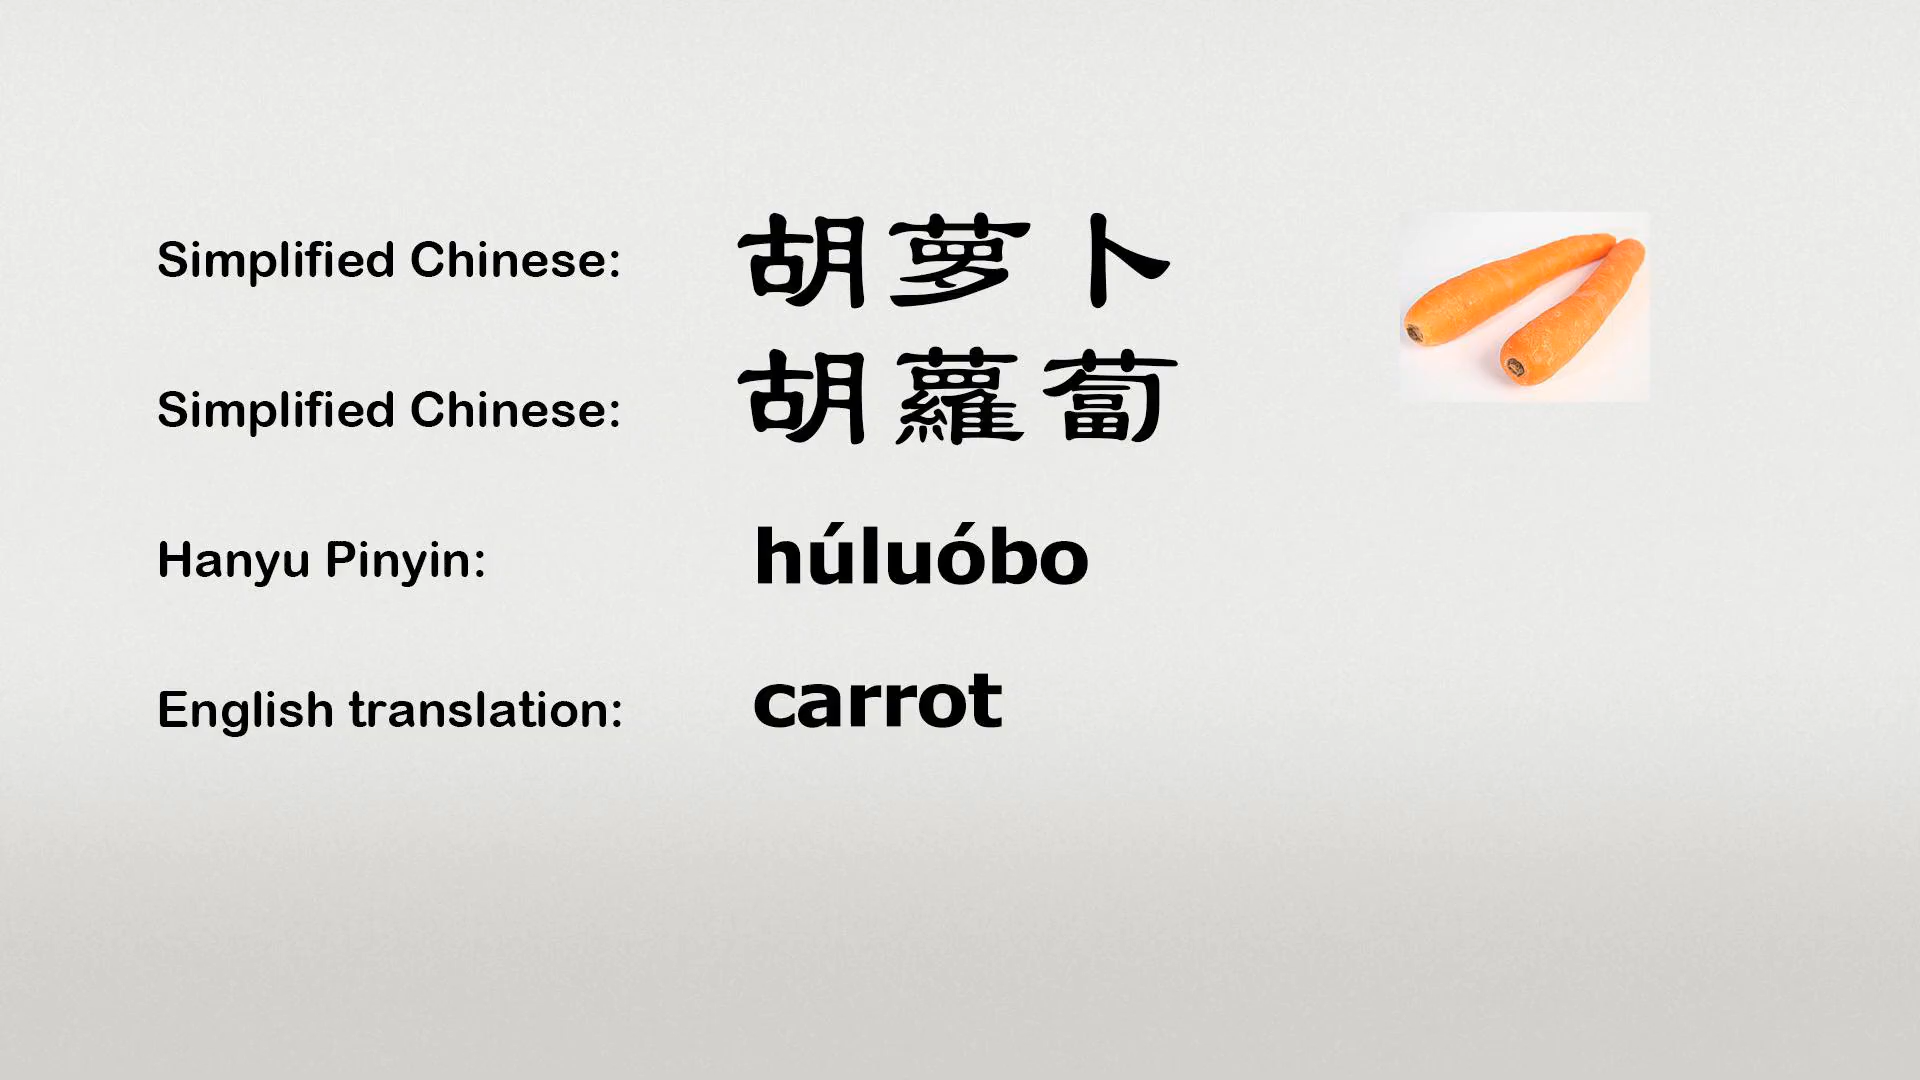 Simplified Chinese: 胡萝卜
Simplified Chinese: 胡蘿蔔
Hanyu Pinyin: húluóbo
English translation: carrot